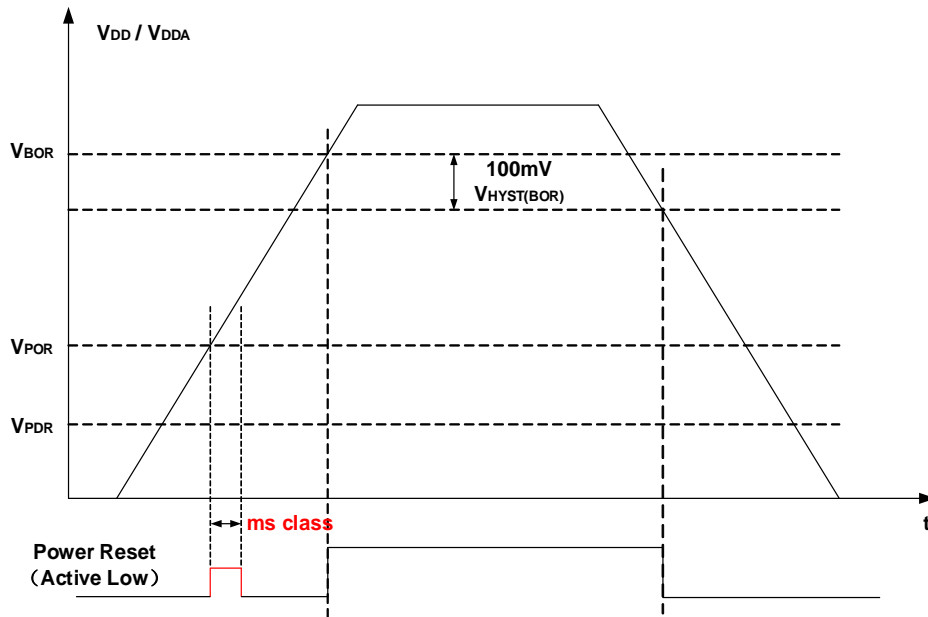 VDD / VDDA
VBOR
100mV
VHYST(BOR)
VPOR
VPDR
ms class
t
Power Reset
（Active Low）